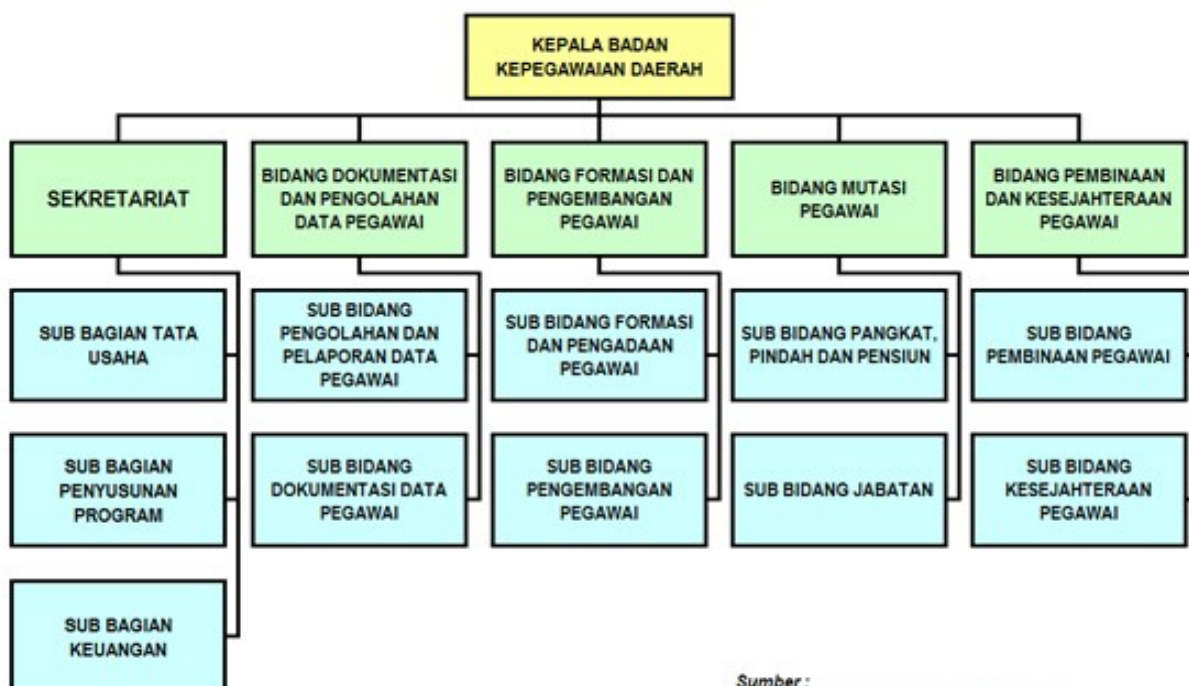 KEPALA BADAN
KEPEGAWAIAN DAERAH
SEKRETARIAT
BIDANG DOKUMENTASI
DAN PENGOLAHAN
DATA PEGAWAI
BIDANG FORMASI DAN
PENGEMBANGAN
PEGAWAI
BIDANG MUTASI
PEGAWAI
BIDANG PEMBINAAN
DAN KESEJAHTERAAN
PEGAWAI
SUB BAGIAN TATA
USAHA
SUB BIDANG
PENGOLAHAN DAN
PELAPORAN DATA
PEGAWAI
SUB BIDANG FORMASI
DAN PENGADAAN
PEGAWAI
SUB BIDANG PANGKAT,
PINDAH DAN PENSIUN
SUB BIDANG
PEMBINAAN PEGAWAI
SUB BAGIAN
PENYUSUNAN
PROGRAM
SUB BIDANG
DOKUMENTASI DATA
PEGAWAI
SUB BIDANG
PENGEMBANGAN
PEGAWAI
SUB BIDANG JABATAN
SUB BIDANG
KESEJAHTERAAN
PEGAWAI
SUB BAGIAN
KEUANGAN
Sumber :